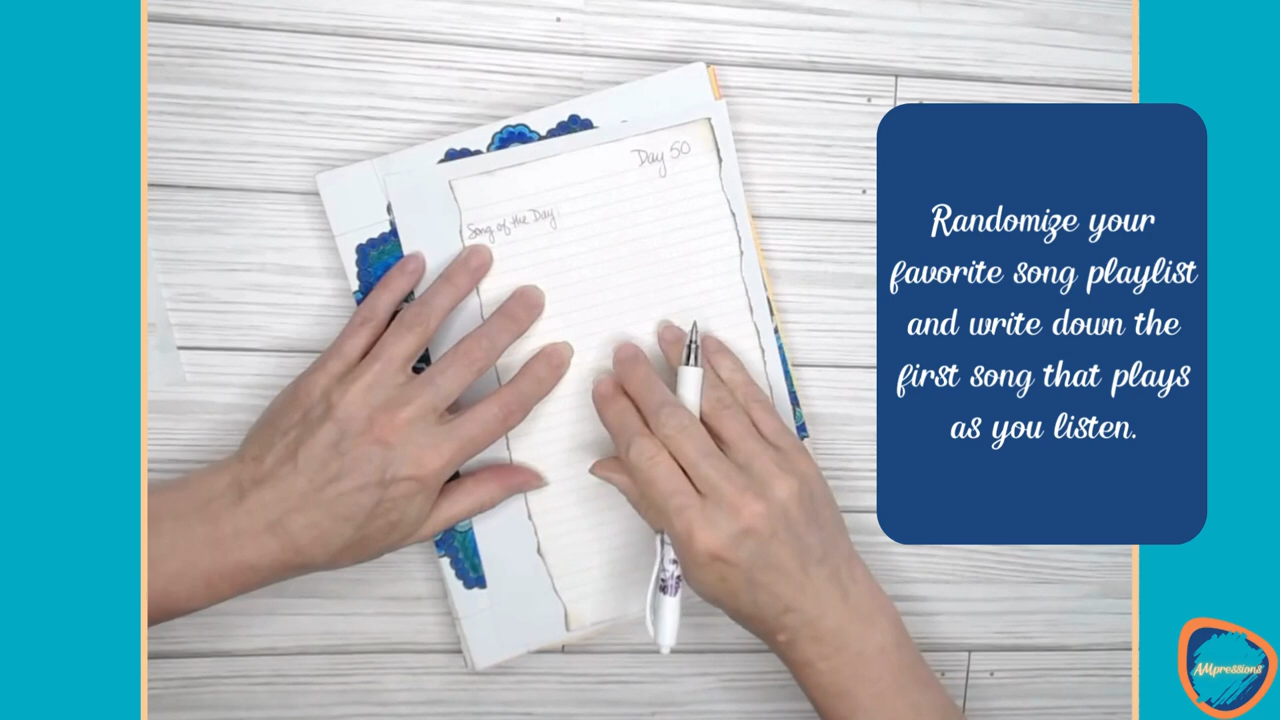 Day 50
Song of the Day
Randomize your
favorite song playlist
and write down the
first song that plays
as you listen.
AMpressions